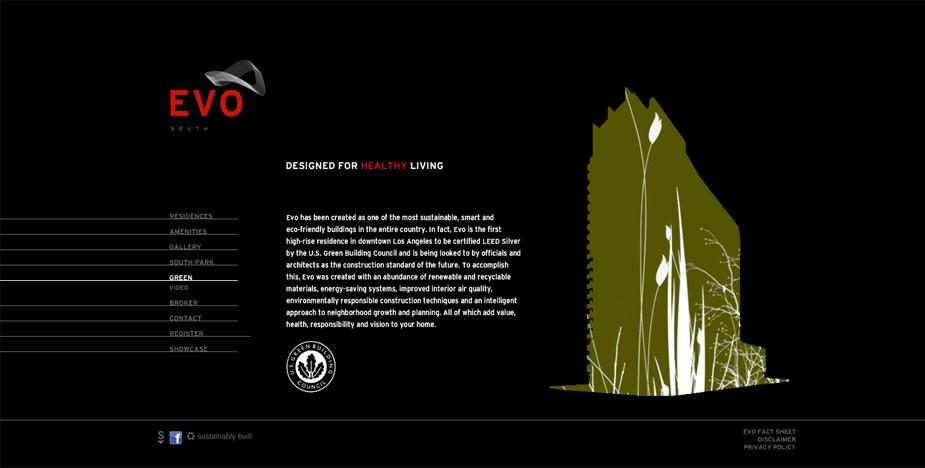 EVO
SOUTH
DESIGNED FOR HEALTHY LIVING
RESIDENCES
AMENITIES
GALLERY
SOUTH PARK
GREEN
VIDEO
BROKER
CONTACT
REGISTER
SHOWCASE
Evo has been created as one of the most sustainable, smart and
eco-friendly buildings in the entire country. In fact, Evo is the first
high-rise residence in downtown Los Angeles to be certified LEED Silver
by the U.S. Green Building Council and is being looked to by officials and
architects as the construction standard of the future. To accomplish
this, Evo was created with an abundance of renewable and recyclable
materials, energy-saving systems, improved interior air quality,
environmentally responsible construction techniques and an intelligent
approach to neighborhood growth and planning. All of which add value,
health, responsibility and vision to your home.
U.S. GREEN BUILDING COUNCIL
S
f
sustainably built
EVO FACT SHEET
DISCLAIMER
PRIVACY POLICY